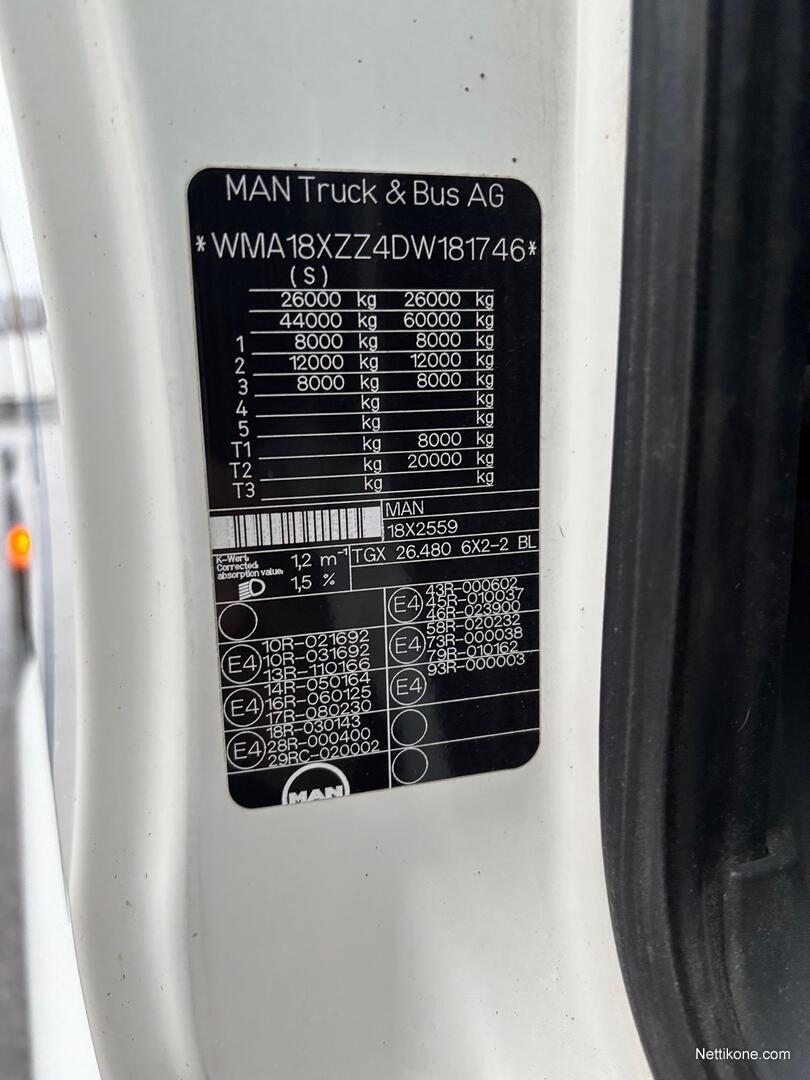 MAN Truck & Bus AG
*WMA18XZZ4DW181746*
(S)
26000 kg 26000 kg
44000 kg 60000 kg
1 8000 kg 8000 kg
2 12000 kg 12000 kg
3 8000 kg 8000 kg
4 kg kg
5 kg kg
T1 kg 8000 kg
T2 kg 20000 kg
T3 kg kg
MAN
18X2559
K-Wert
Corrected
absorption value:
1,2 m⁻¹
1,5 %
TGX 26.480 6X2-2 BL
10R-021692
E4 10R-031692
13R-110166
14R-050164
E4 16R-060125
17R-080230
18R-030143
E4 28R-000400
29RC-020002
43R-000602
E4 45R-010037
46R-023900
58R-020232
E4 73R-000038
79R-010162
93R-000003
E4
MAN
Nettikone.com